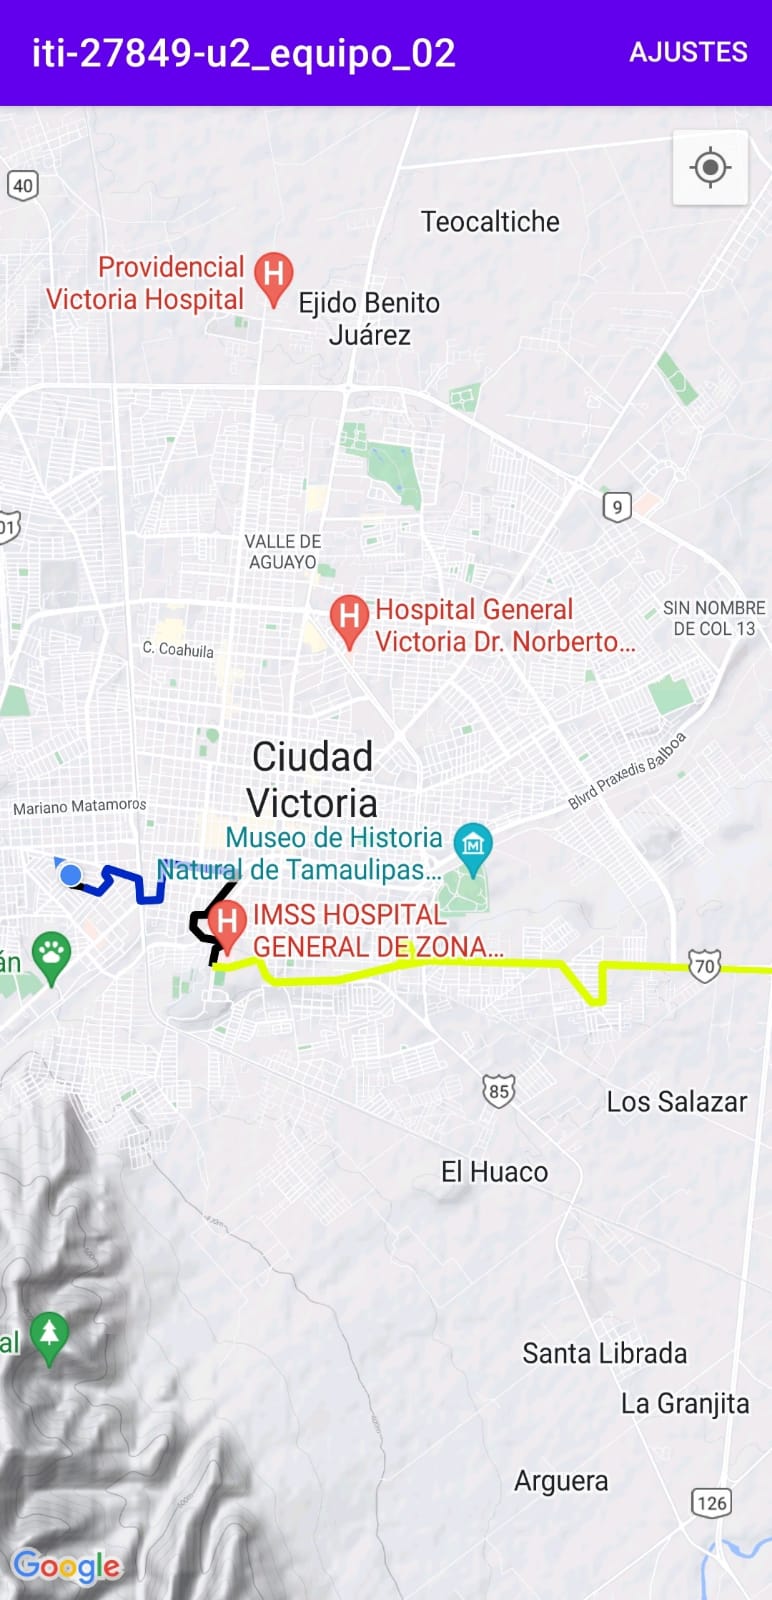 iti-27849-u2_equipo_02
AJUSTES
40
Teocaltiche
Providencial
Victoria Hospital
H
Ejido Benito
Juárez
9
01
VALLE DE
AGUAYO
Hospital General
Victoria Dr. Norberto...
H
SIN NOMBRE
DE COL 13
C. Coahuila
Ciudad
Victoria
Blvrd Praxedis Balboa
Mariano Matamoros
Museo de Historia
Natural de Tamaulipas...
M
IMSS HOSPITAL
GENERAL DE ZONA...
H
án
70
85
Los Salazar
El Huaco
al
Santa Librada
La Granjita
Arguera
126
1000
Google